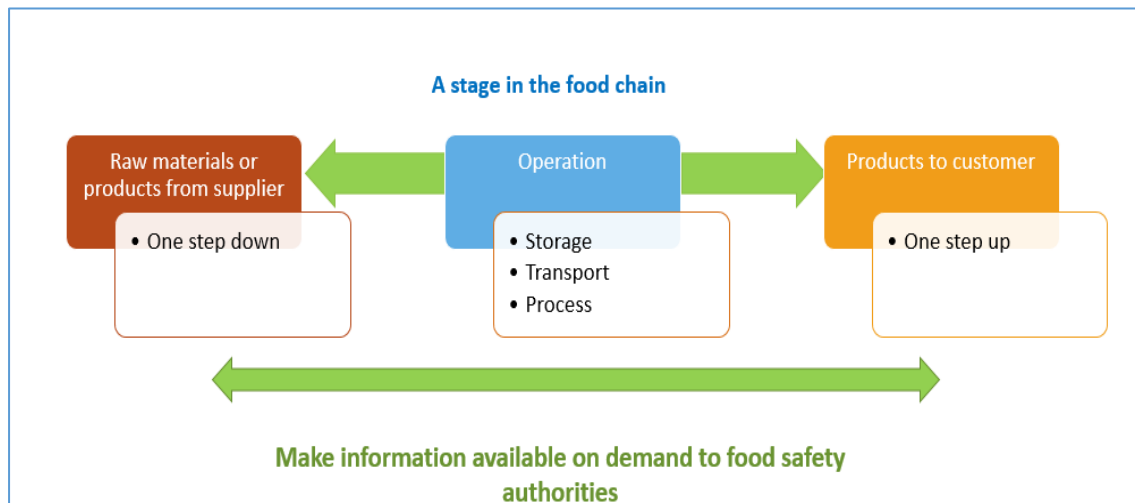 A stage in the food chain
Raw materials or
products from supplier
• One step down
Operation
• Storage
• Transport
• Process
Products to customer
• One step up
Make information available on demand to food safety
authorities